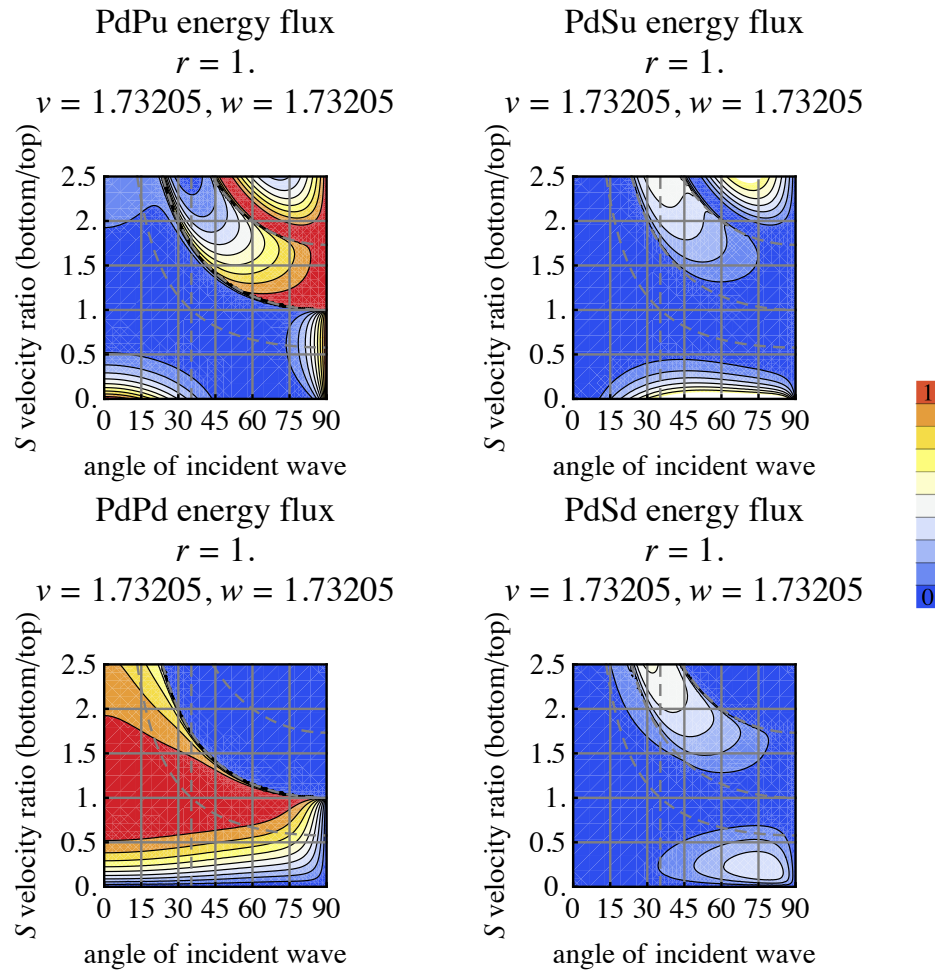 PdPu energy flux
r = 1.
v = 1.73205, w = 1.73205
S velocity ratio (bottom/top)
2.5
2.
1.5
1.
0.5
0.
0 15 30 45 60 75 90
angle of incident wave
PdSu energy flux
r = 1.
v = 1.73205, w = 1.73205
S velocity ratio (bottom/top)
2.5
2.
1.5
1.
0.5
0.
0 15 30 45 60 75 90
angle of incident wave
1
0
PdPd energy flux
r = 1.
v = 1.73205, w = 1.73205
S velocity ratio (bottom/top)
2.5
2.
1.5
1.
0.5
0.
0 15 30 45 60 75 90
angle of incident wave
PdSd energy flux
r = 1.
v = 1.73205, w = 1.73205
S velocity ratio (bottom/top)
2.5
2.
1.5
1.
0.5
0.
0 15 30 45 60 75 90
angle of incident wave